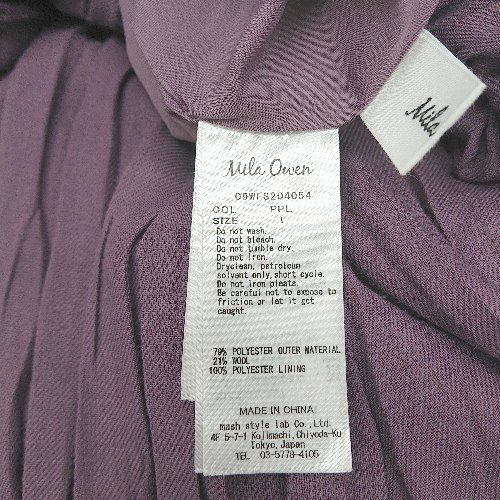 Mila
Mila Owen
09WFS204054
COL PPL
SIZE 1
Do not wash.
Do not bleach.
Do not tumble dry.
Do not iron.
Dryclean, petroleum
solvent only,short cycle.
Do not iron pleats.
Be careful not to expose to
friction or let it get
caught.
79% POLYESTER OUTER MATERIAL
21% WOOL
100% POLYESTER LINING
MADE IN CHINA
mash style lab Co.,Ltd.
4F 5-7-1 Kojimachi,Chiyoda-Ku
Tokyo,Japan
TEL 03-5778-4105